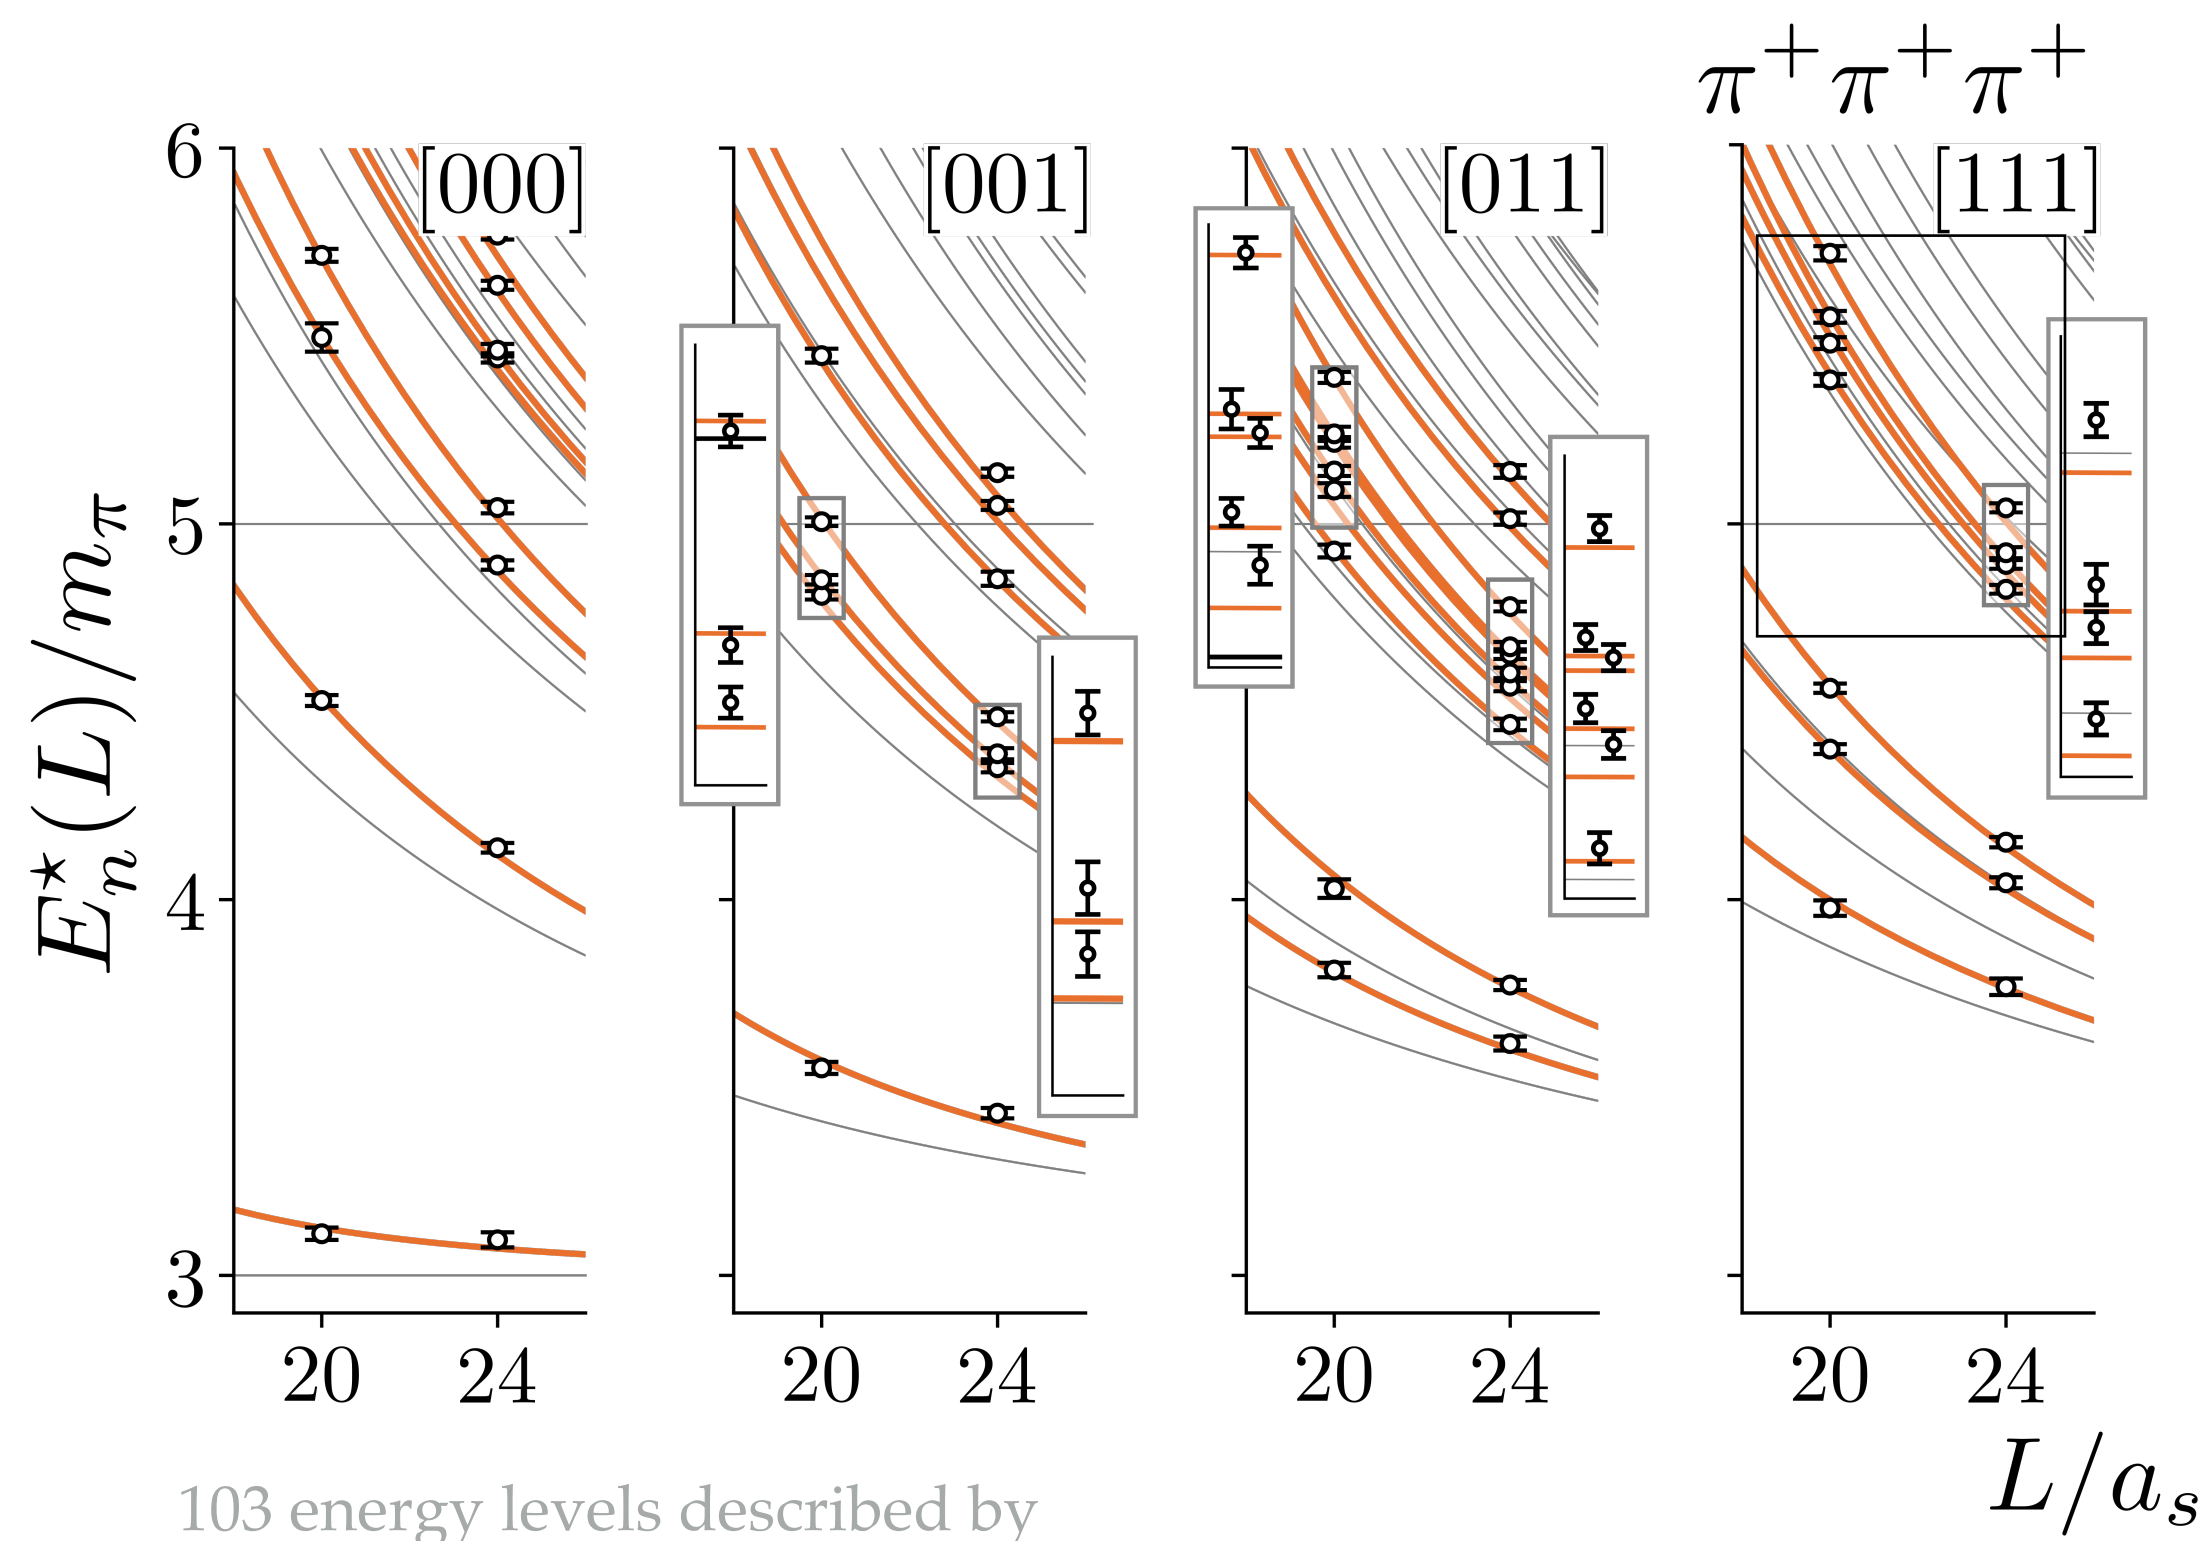 π⁺π⁺π⁺
[000] [001] [011] [111]
6
5
4
3
E*ₙ(L)/mπ
20 24 20 24 20 24 20 24
L/aₛ
103 energy levels described by